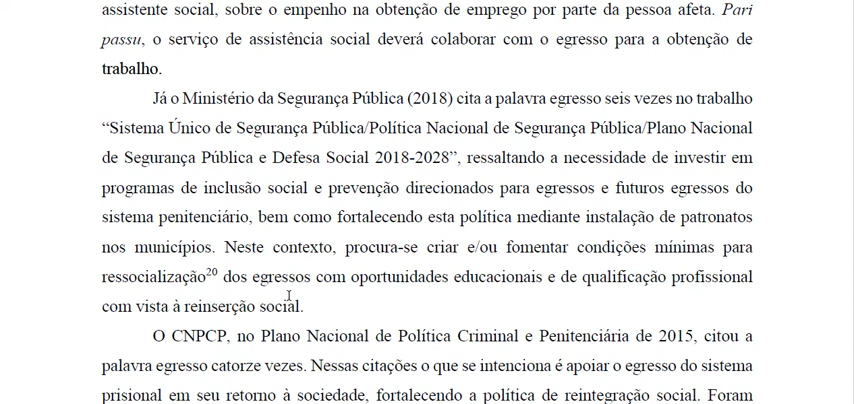 assistente social, sobre o empenho na obtenção de emprego por parte da pessoa afeta. Pari
passu, o serviço de assistência social deverá colaborar com o egresso para a obtenção de
trabalho.
Já o Ministério da Segurança Pública (2018) cita a palavra egresso seis vezes no trabalho
“Sistema Único de Segurança Pública/Política Nacional de Segurança Pública/Plano Nacional
de Segurança Pública e Defesa Social 2018-2028”, ressaltando a necessidade de investir em
programas de inclusão social e prevenção direcionados para egressos e futuros egressos do
sistema penitenciário, bem como fortalecendo esta política mediante instalação de patronatos
nos municípios. Neste contexto, procura-se criar e/ou fomentar condições mínimas para
ressocialização20 dos egressos com oportunidades educacionais e de qualificação profissional
com vista à reinserção social.
O CNPCP, no Plano Nacional de Política Criminal e Penitenciária de 2015, citou a
palavra egresso catorze vezes. Nessas citações o que se intenciona é apoiar o egresso do sistema
prisional em seu retorno à sociedade, fortalecendo a política de reintegração social. Foram